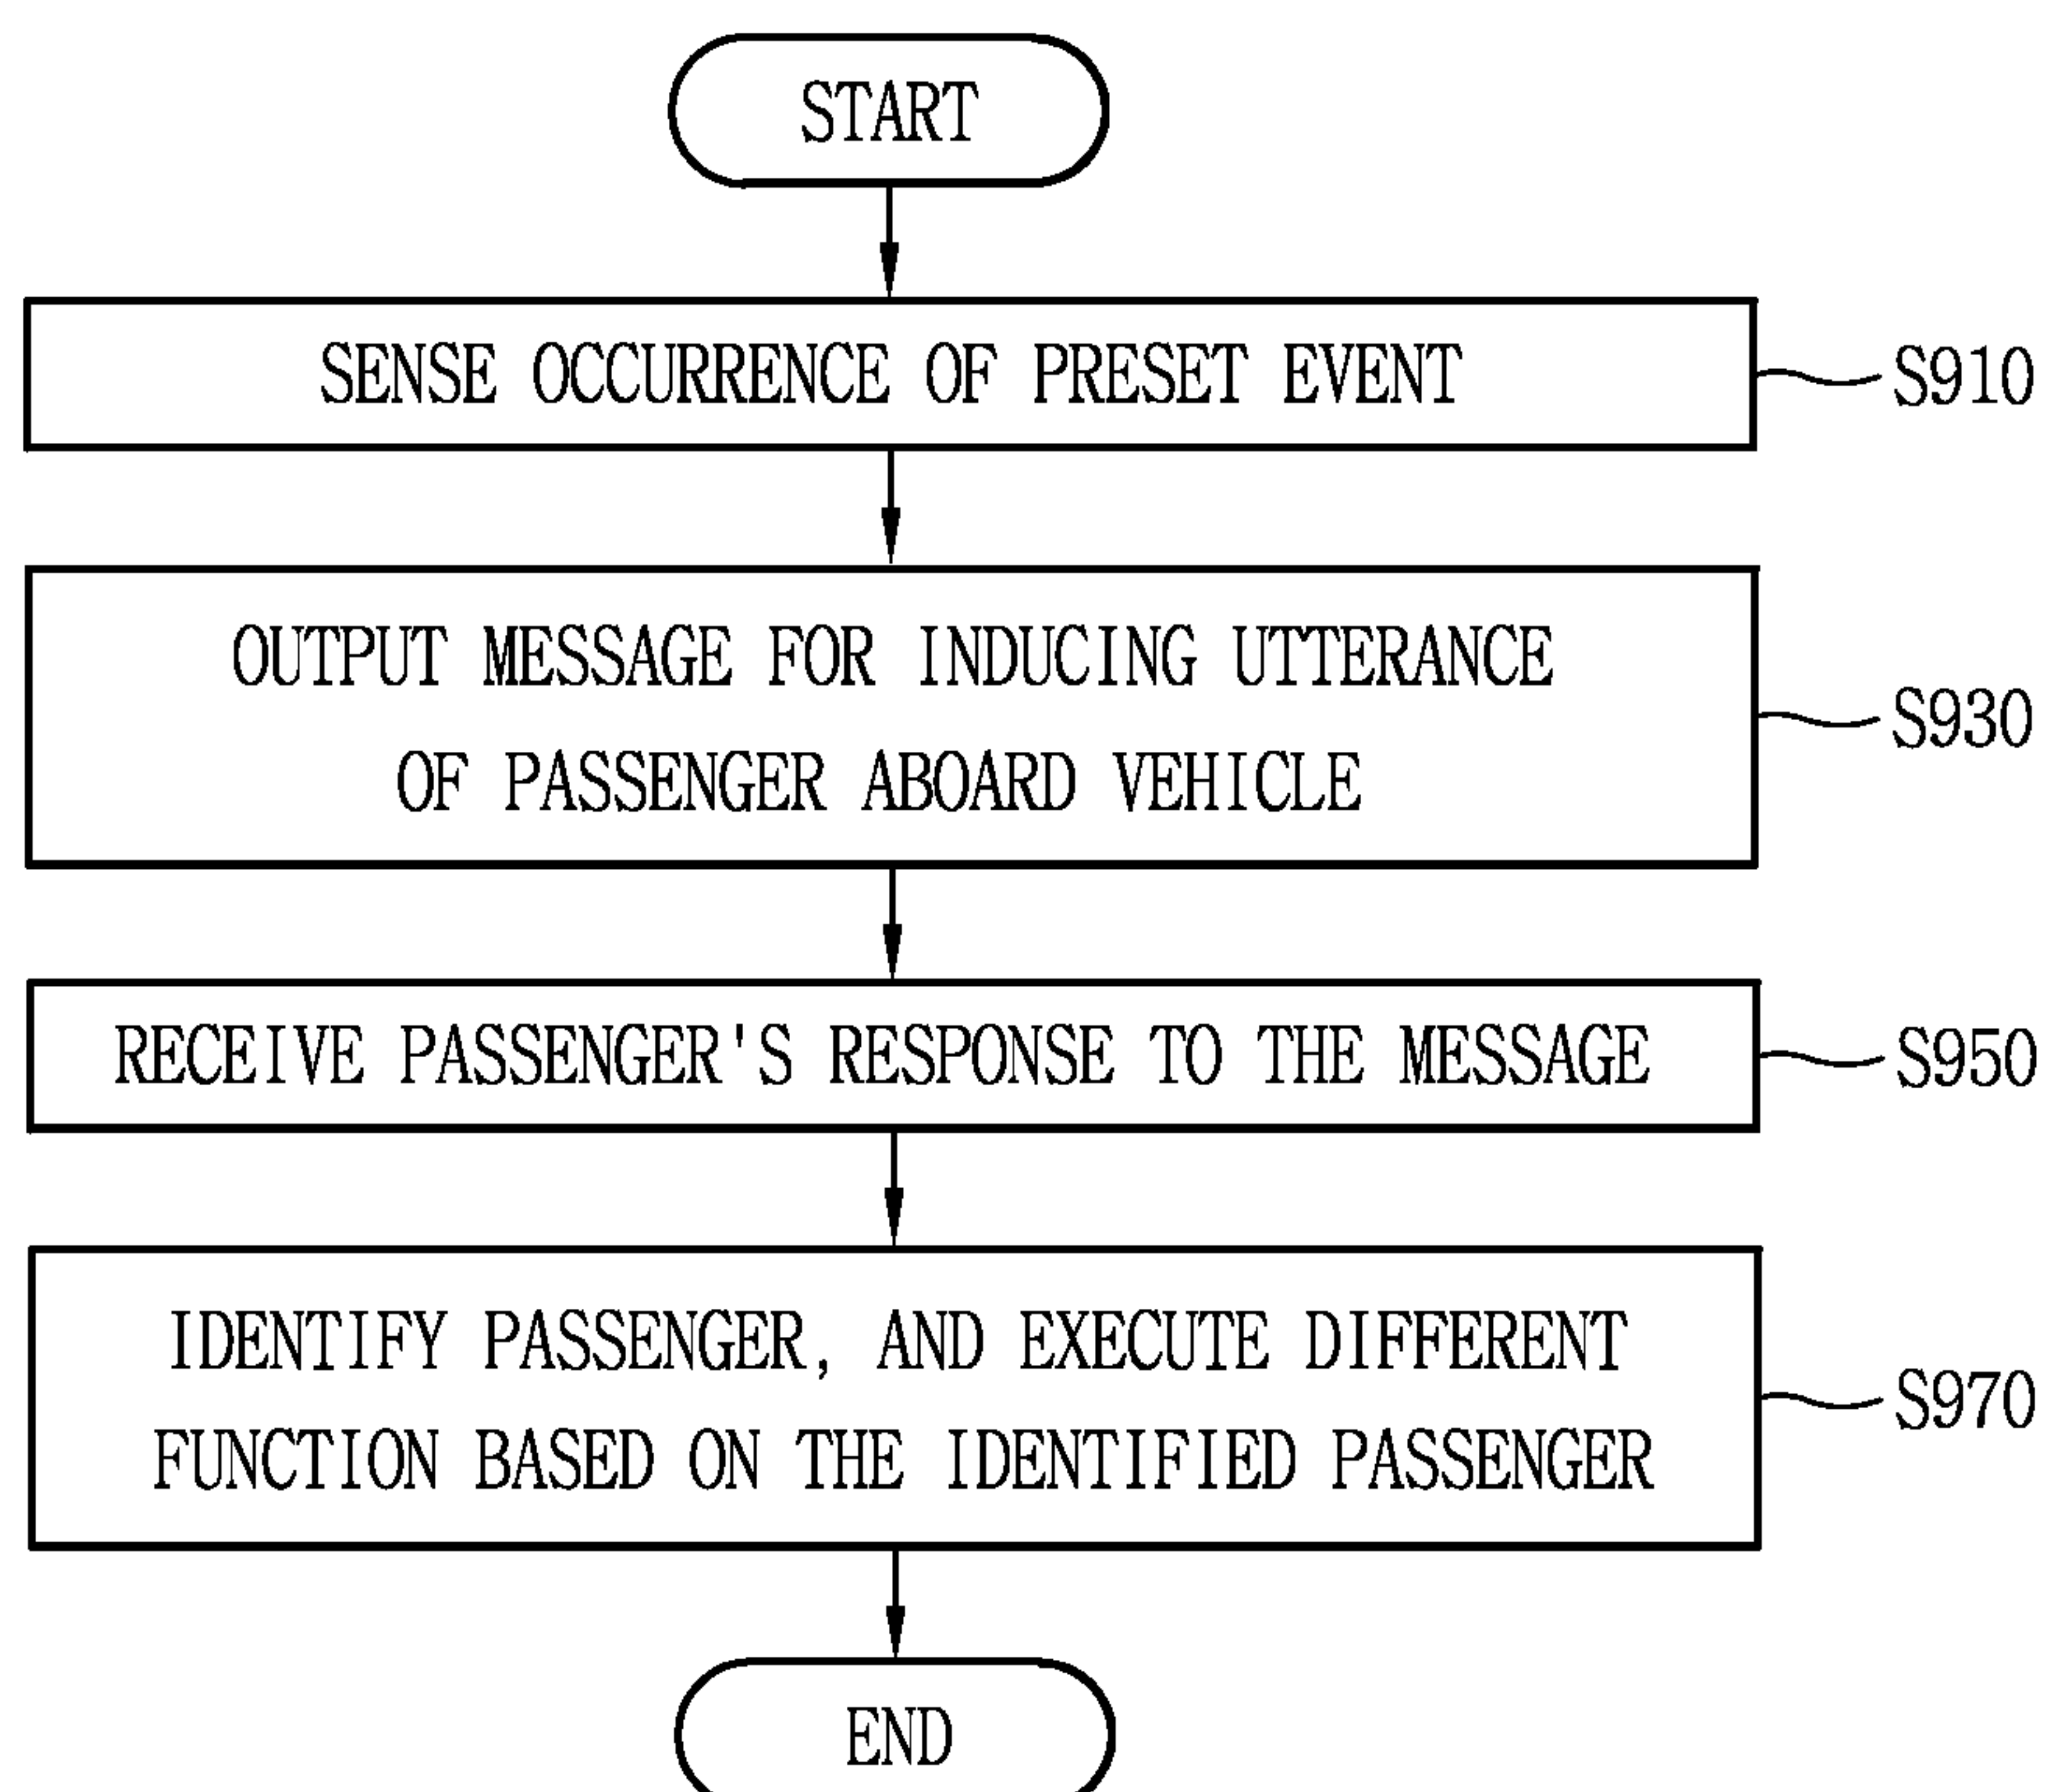 START
SENSE OCCURRENCE OF PRESET EVENT
S910
OUTPUT MESSAGE FOR INDUCING UTTERANCE
OF PASSENGER ABOARD VEHICLE
S930
RECEIVE PASSENGER'S RESPONSE TO THE MESSAGE
S950
IDENTIFY PASSENGER, AND EXECUTE DIFFERENT
FUNCTION BASED ON THE IDENTIFIED PASSENGER
S970
END